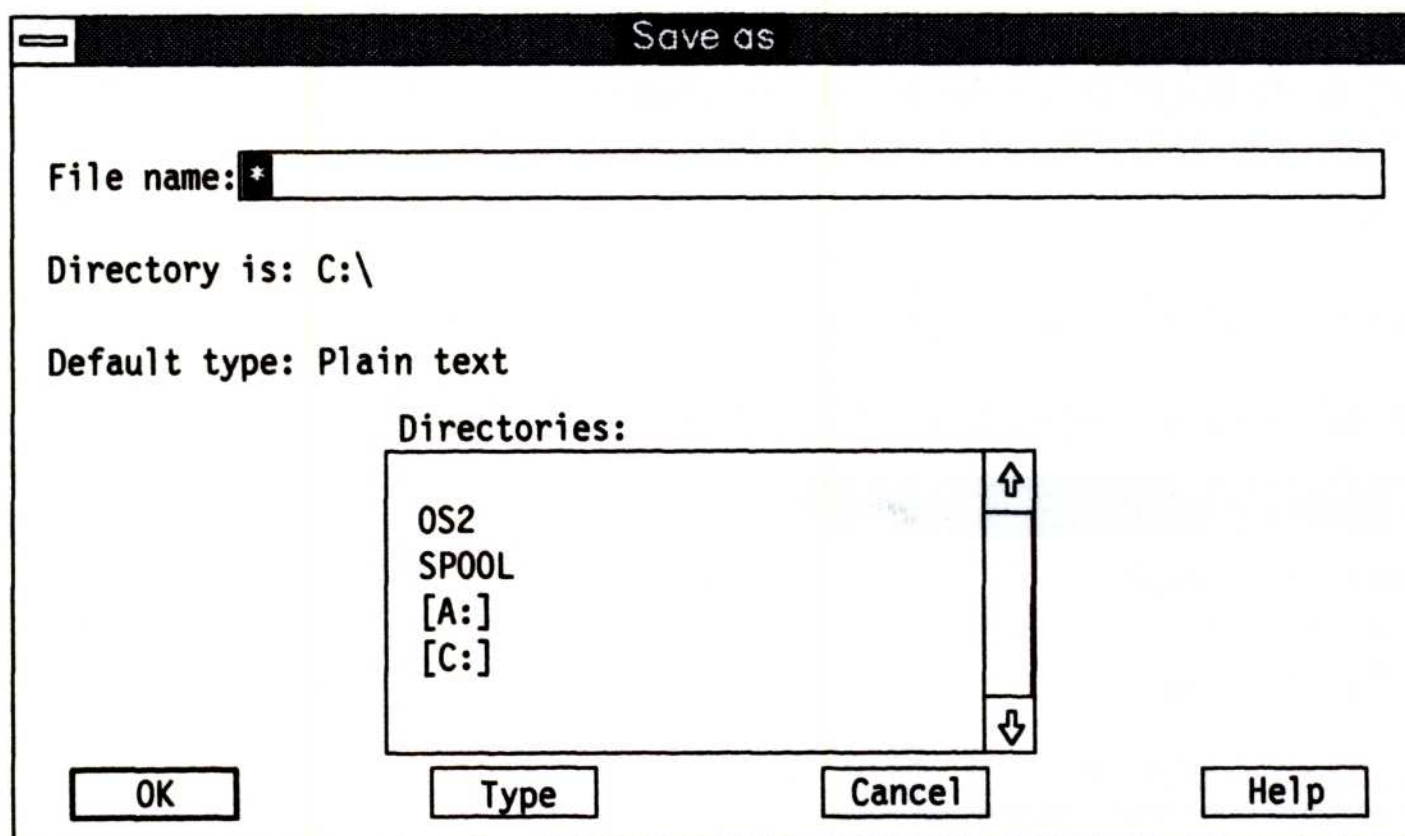 Save as
File name: *
Directory is: C:\
Default type: Plain text
Directories:
OS2
SPOOL
[A:]
[C:]
OK Type Cancel Help